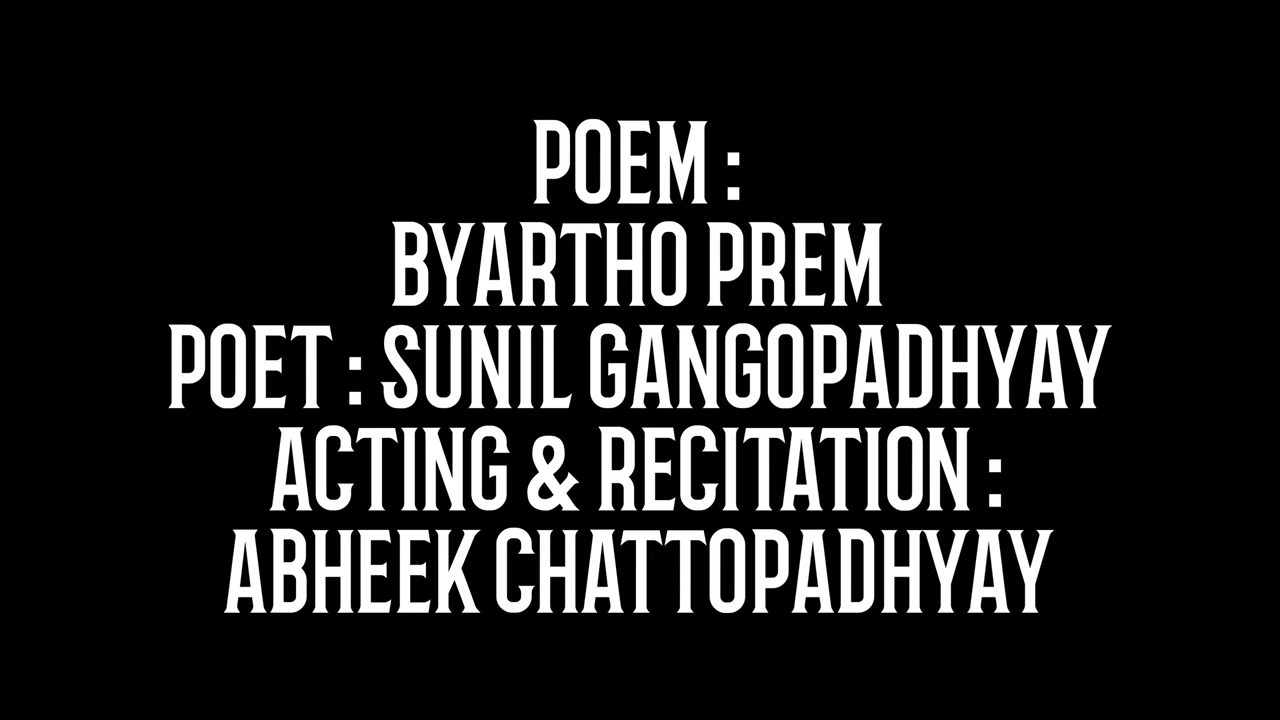 POEM :
BYARTHO PREM
POET : SUNIL GANGOPADHYAY
ACTING & RECITATION :
ABHEEK CHATTOPADHYAY